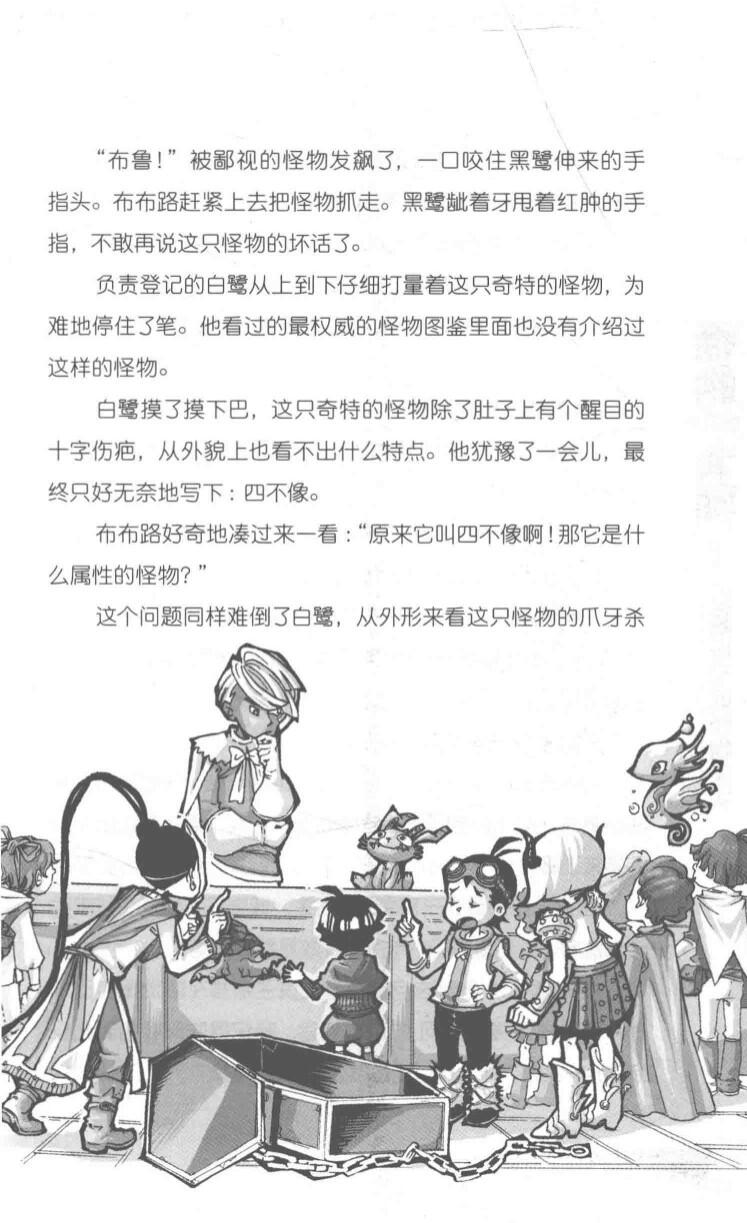 “布鲁！”被鄙视的怪物发飙了，一口咬住黑鹭伸来的手
指头。布布路赶紧上去把怪物抓走。黑鹭龇着牙甩着红肿的手
指，不敢再说这只怪物的坏话了。
负责登记的白鹭从上到下仔细打量着这只奇特的怪物，为
难地停住了笔。他看过的最权威的怪物图鉴里面也没有介绍过
这样的怪物。
白鹭摸了摸下巴，这只奇特的怪物除了肚子上有个醒目的
十字伤疤，从外貌上也看不出什么特点。他犹豫了一会儿，最
终只好无奈地写下：四不像。
布布路好奇地凑过来一看：“原来它叫四不像啊！那它是什
么属性的怪物？”
这个问题同样难倒了白鹭，从外形来看这只怪物的爪牙杀